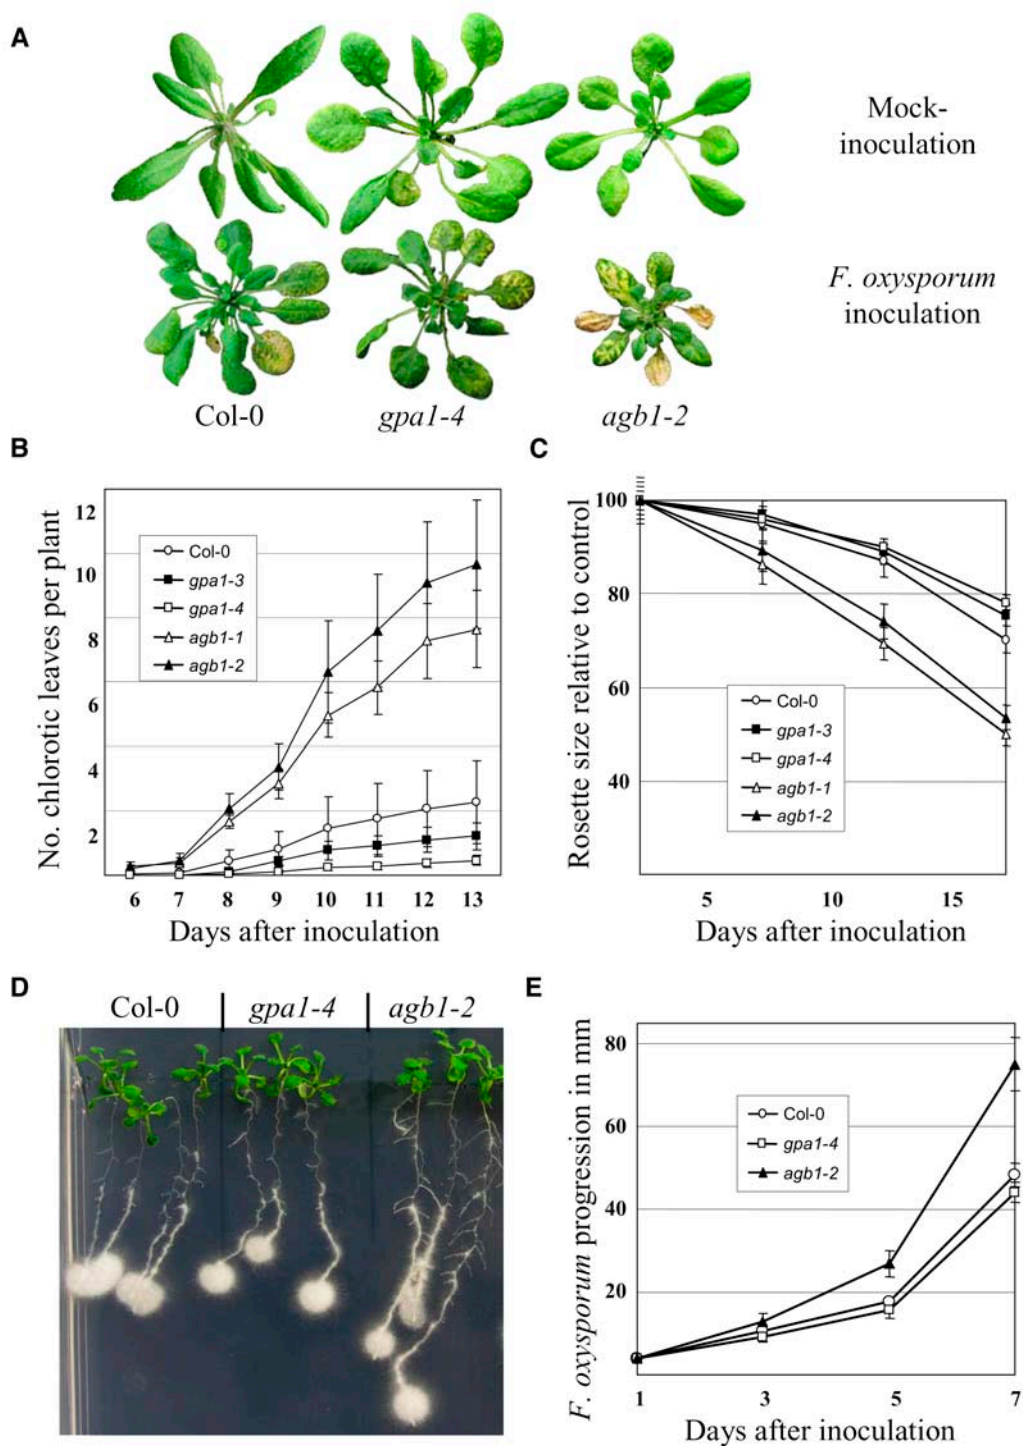 A
Mock-
inoculation
F. oxysporum
inoculation
Col-0 gpa1-4 agb1-2
B
No. chlorotic leaves per plant
12
10
8
6
4
2
Col-0
gpa1-3
gpa1-4
agb1-1
agb1-2
6 7 8 9 10 11 12 13
Days after inoculation
C
Rosette size relative to control
100
80
60
40
Col-0
gpa1-3
gpa1-4
agb1-1
agb1-2
5 10 15
Days after inoculation
D
Col-0 gpa1-4 agb1-2
E
F. oxysporum progression in mm
80
60
40
20
Col-0
gpa1-4
agb1-2
1 3 5 7
Days after inoculation